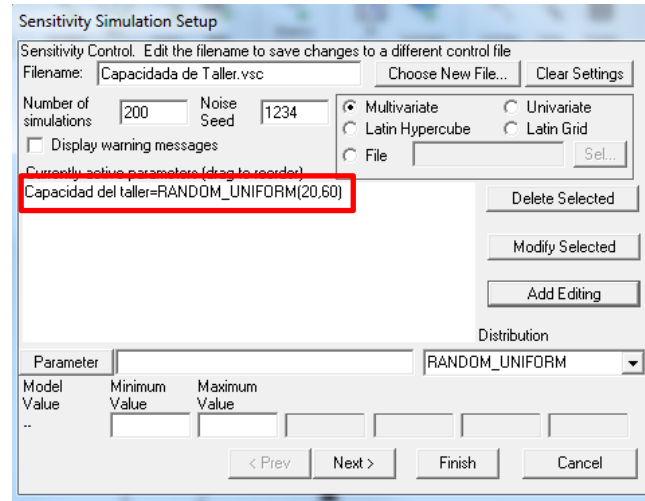 Sensitivity Simulation Setup
Sensitivity Control. Edit the filename to save changes to a different control file
Filename: Capacidada de Taller.vsc Choose New File... Clear Settings
Number of simulations 200 Noise Seed 1234
Multivariate Univariate
Latin Hypercube Latin Grid
File Sel...
Display warning messages
Currently active parameters (drag to reorder)
Capacidad del taller=RANDOM_UNIFORM(20,60)
Delete Selected
Modify Selected
Add Editing
Distribution
Parameter RANDOM_UNIFORM
Model Value Minimum Value Maximum Value
--
< Prev Next > Finish Cancel